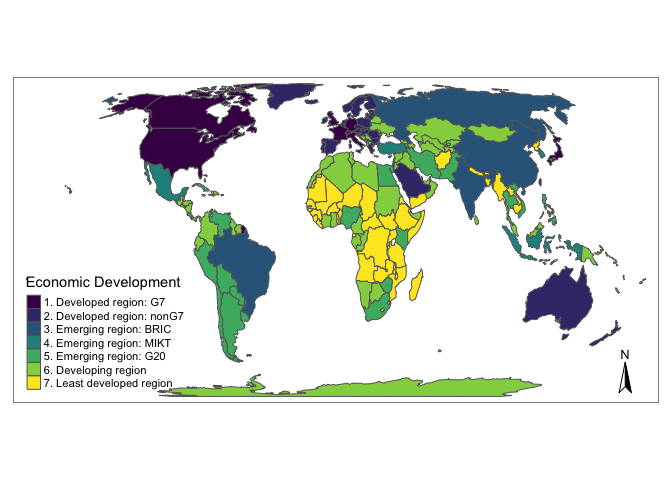 Economic Development
1. Developed region: G7
2. Developed region: nonG7
3. Emerging region: BRIC
4. Emerging region: MIKT
5. Emerging region: G20
6. Developing region
7. Least developed region
N